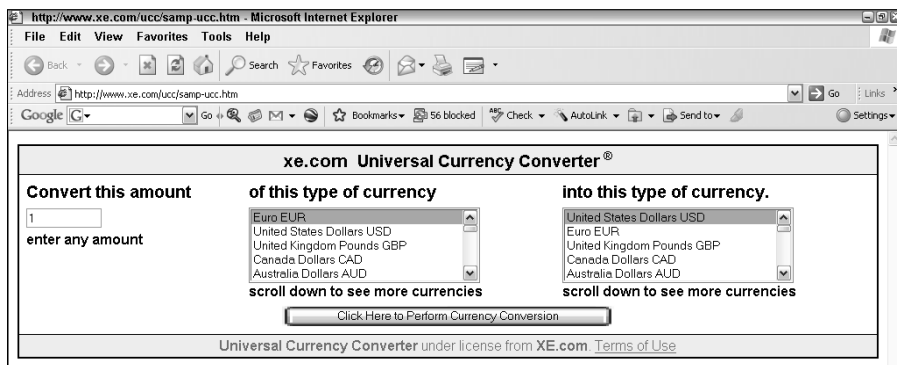 http://www.xe.com/ucc/samp-ucc.htm - Microsoft Internet Explorer
File Edit View Favorites Tools Help
Back Search Favorites
Address http://www.xe.com/ucc/samp-ucc.htm Go Links »
Google G Go Bookmarks 56 blocked ABC Check AutoLink Send to Settings
xe.com Universal Currency Converter ®
Convert this amount of this type of currency into this type of currency.
1 Euro EUR United States Dollars USD
United States Dollars USD Euro EUR
enter any amount United Kingdom Pounds GBP United Kingdom Pounds GBP
Canada Dollars CAD Canada Dollars CAD
Australia Dollars AUD Australia Dollars AUD
scroll down to see more currencies scroll down to see more currencies
Click Here to Perform Currency Conversion
Universal Currency Converter under license from XE.com. Terms of Use